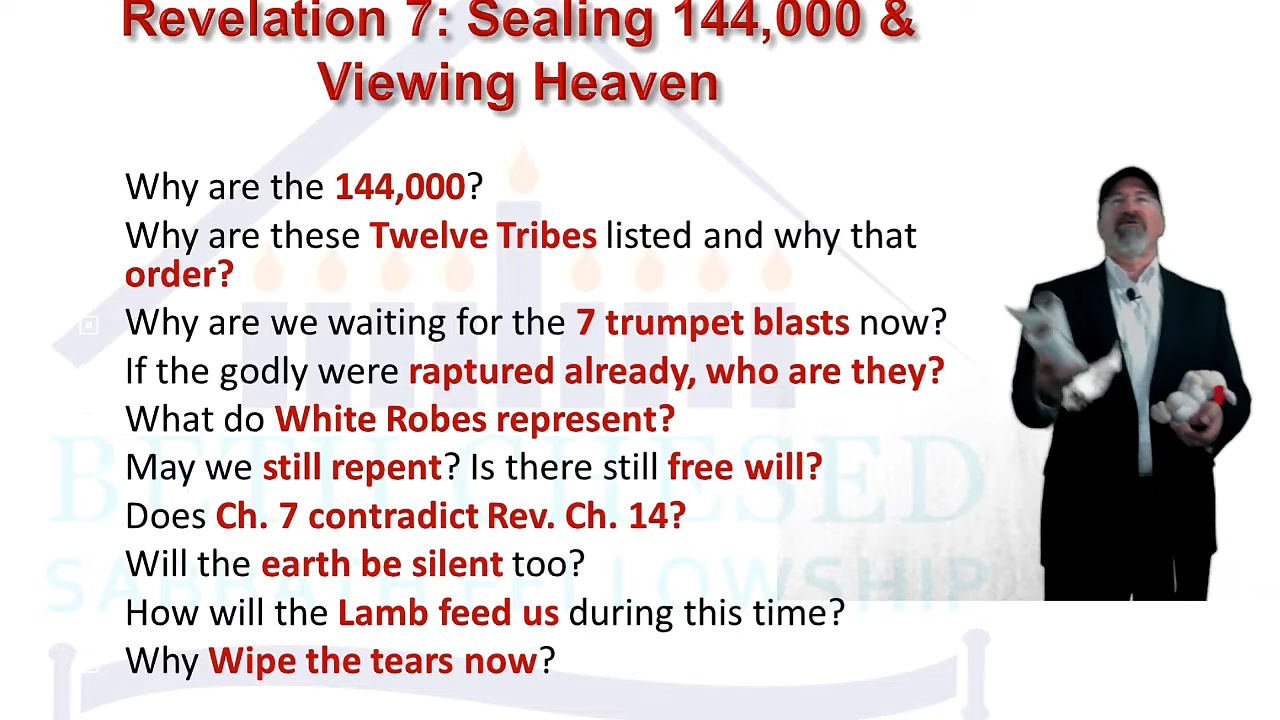 Revelation 7: Sealing 144,000 &
Viewing Heaven
Why are the 144,000?
Why are these Twelve Tribes listed and why that
order?
Why are we waiting for the 7 trumpet blasts now?
If the godly were raptured already, who are they?
What do White Robes represent?
May we still repent? Is there still free will?
Does Ch. 7 contradict Rev. Ch. 14?
Will the earth be silent too?
How will the Lamb feed us during this time?
Why Wipe the tears now?
BETH CHESED
SABBATH FELLOWSHIP